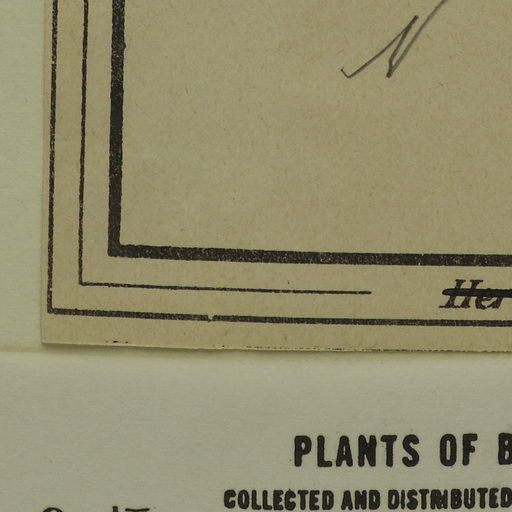 N
Her
PLANTS OF B
COLLECTED AND DISTRIBUTED